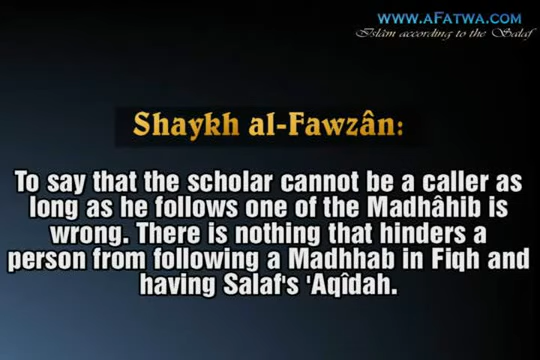 WWW.AFATWA.COM
Islâm according to the Salaf
Shaykh al-Fawzân:
To say that the scholar cannot be a caller as
long as he follows one of the Madhâhib is
wrong. There is nothing that hinders a
person from following a Madhhab in Fiqh and
having Salaf's 'Aqîdah.